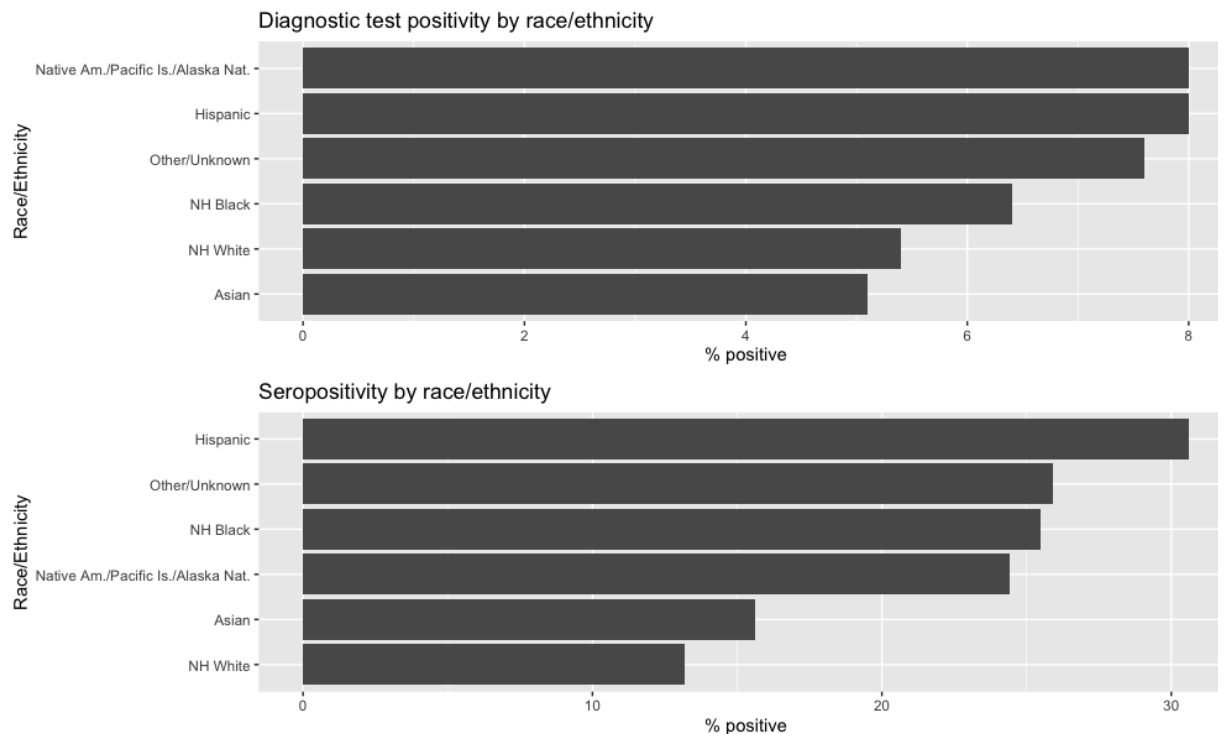 Diagnostic test positivity by race/ethnicity
Race/Ethnicity
Native Am./Pacific Is./Alaska Nat.
Hispanic
Other/Unknown
NH Black
NH White
Asian
0 2 4 6 8
% positive
Seropositivity by race/ethnicity
Race/Ethnicity
Hispanic
Other/Unknown
NH Black
Native Am./Pacific Is./Alaska Nat.
Asian
NH White
0 10 20 30
% positive